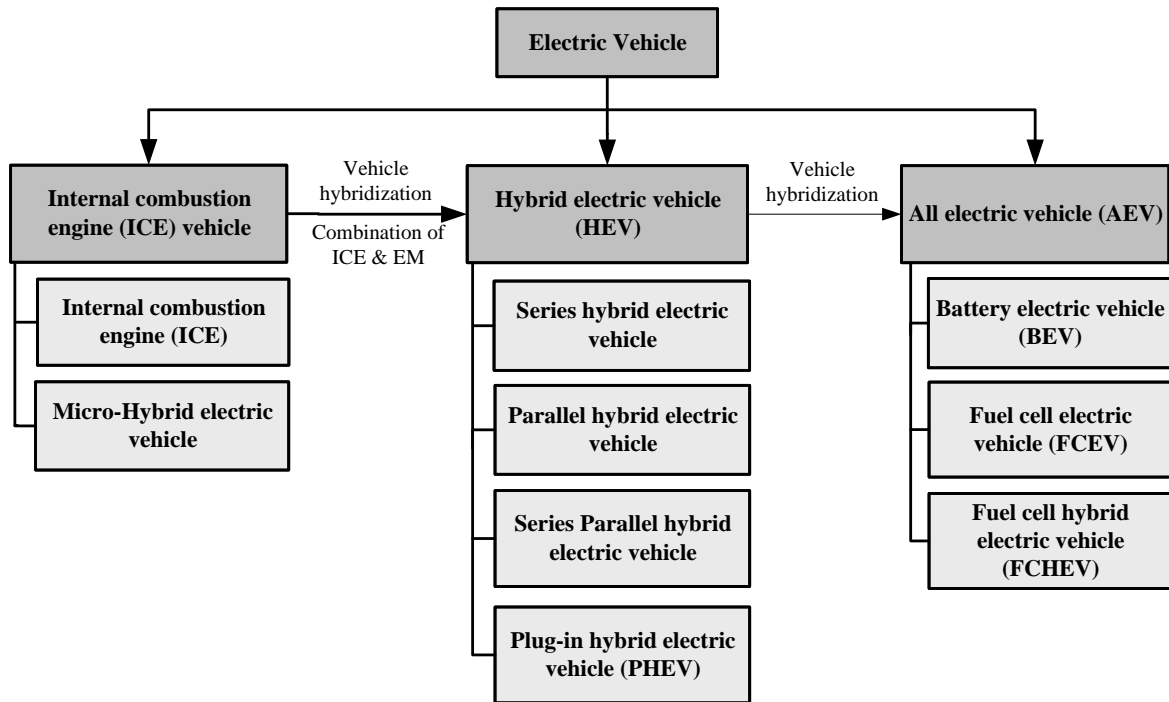 Electric Vehicle
Internal combustion
engine (ICE) vehicle
Vehicle
hybridization
Combination of
ICE & EM
Hybrid electric vehicle
(HEV)
Vehicle
hybridization
All electric vehicle (AEV)
Internal combustion
engine (ICE)
Micro-Hybrid electric
vehicle
Series hybrid electric
vehicle
Parallel hybrid electric
vehicle
Series Parallel hybrid
electric vehicle
Plug-in hybrid electric
vehicle (PHEV)
Battery electric vehicle
(BEV)
Fuel cell electric
vehicle (FCEV)
Fuel cell hybrid
electric vehicle
(FCHEV)